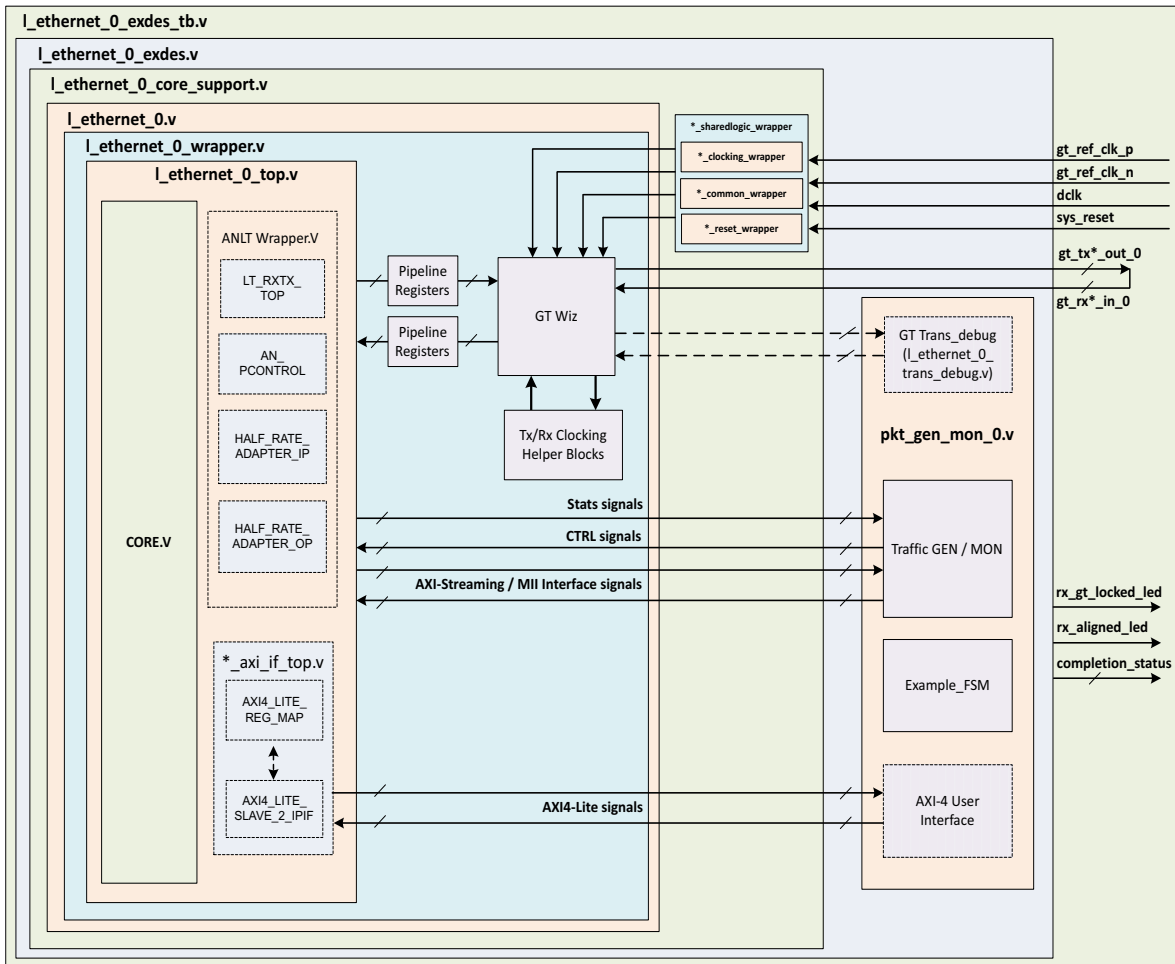 l_ethernet_0_exdes_tb.v
l_ethernet_0_exdes.v
l_ethernet_0_core_support.v
l_ethernet_0.v
l_ethernet_0_wrapper.v
l_ethernet_0_top.v
CORE.V
ANLT Wrapper.V
LT_RXTX_
TOP
AN_
PCONTROL
HALF_RATE_
ADAPTER_IP
HALF_RATE_
ADAPTER_OP
*_axi_if_top.v
AXI4_LITE_
REG_MAP
AXI4_LITE_
SLAVE_2_IPIF
Pipeline
Registers
Pipeline
Registers
GT Wiz
Tx/Rx Clocking
Helper Blocks
*_sharedlogic_wrapper
*_clocking_wrapper
*_common_wrapper
*_reset_wrapper
Stats signals
CTRL signals
AXI-Streaming / MII Interface signals
AXI4-Lite signals
GT Trans_debug
(l_ethernet_0_
trans_debug.v)
pkt_gen_mon_0.v
Traffic GEN / MON
Example_FSM
AXI-4 User
Interface
gt_ref_clk_p
gt_ref_clk_n
dclk
sys_reset
gt_tx*_out_0
gt_rx*_in_0
rx_gt_locked_led
rx_aligned_led
completion_status